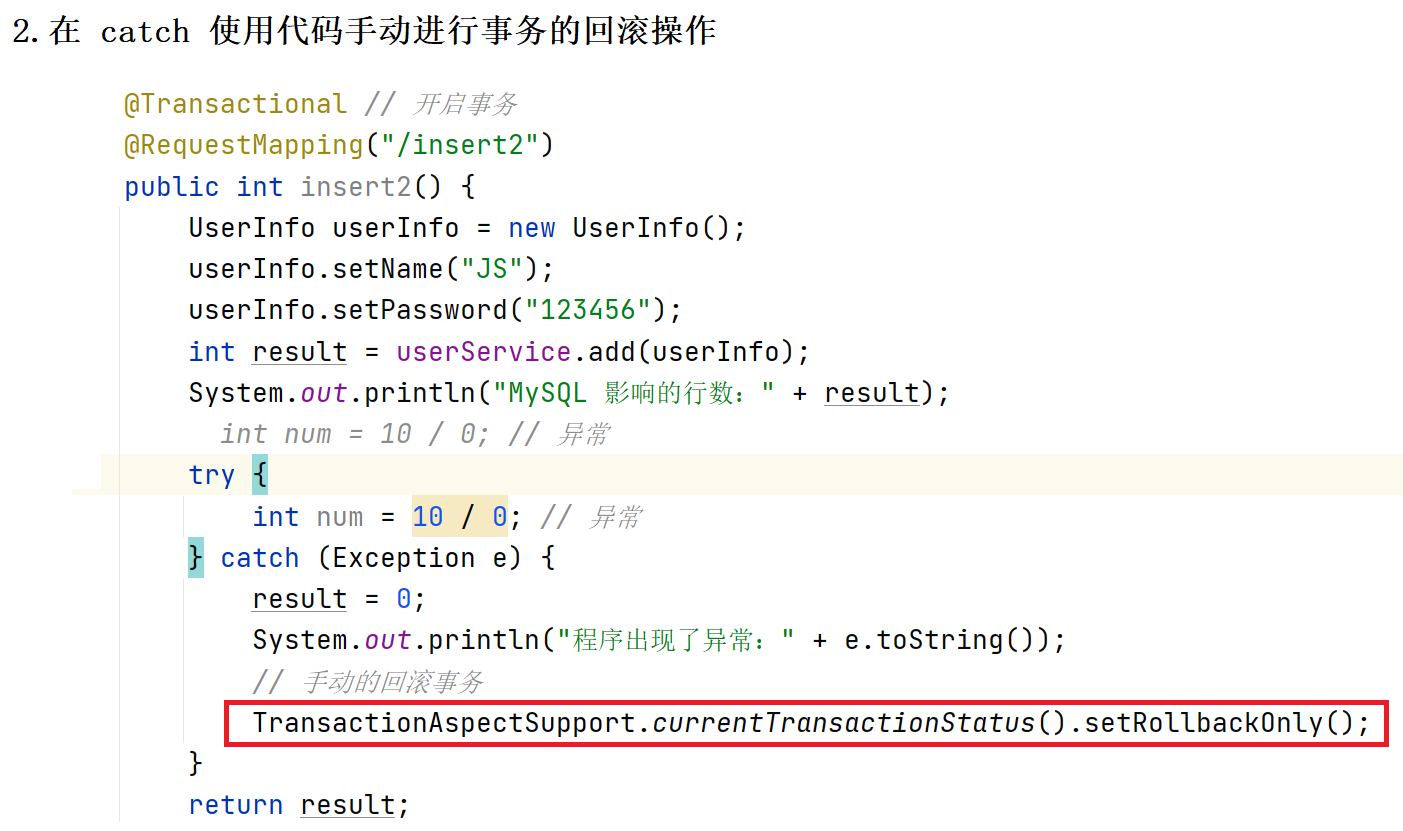 2.在 catch 使用代码手动进行事务的回滚操作
@Transactional // 开启事务
@RequestMapping("/insert2")
public int insert2() {
UserInfo userInfo = new UserInfo();
userInfo.setName("JS");
userInfo.setPassword("123456");
int result = userService.add(userInfo);
System.out.println("MySQL 影响的行数：" + result);
int num = 10 / 0; // 异常
try {
int num = 10 / 0; // 异常
} catch (Exception e) {
result = 0;
System.out.println("程序出现了异常：" + e.toString());
// 手动的回滚事务
TransactionAspectSupport.currentTransactionStatus().setRollbackOnly();
}
return result;